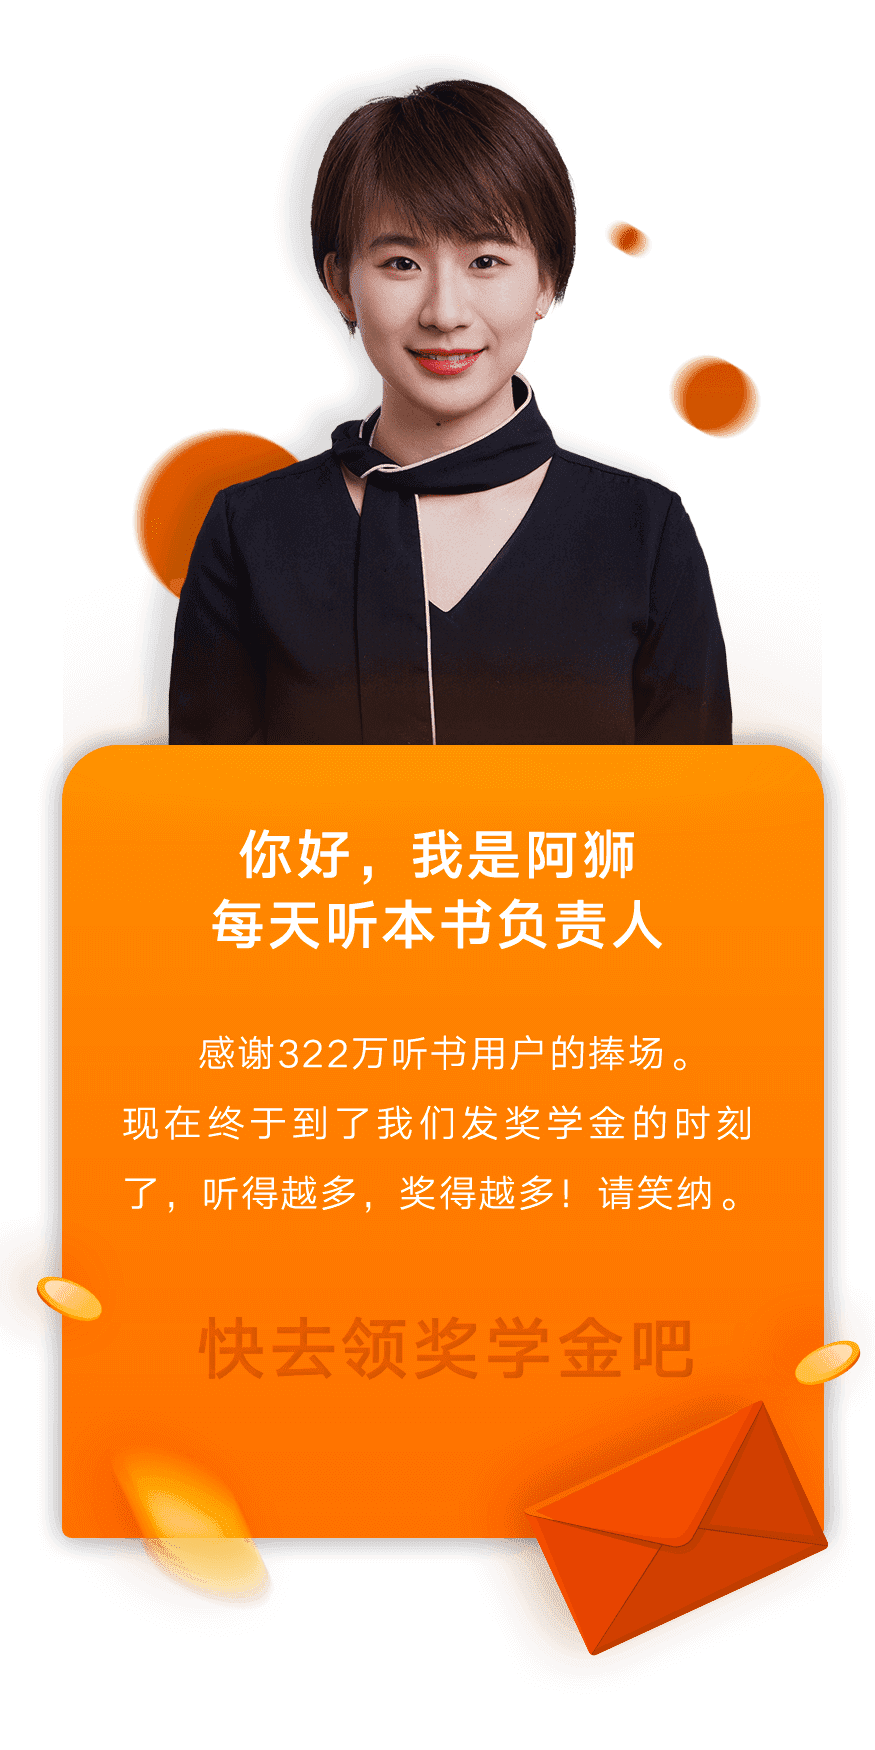 你好，我是阿狮
每天听本书负责人
感谢322万听书用户的捧场。
现在终于到了我们发奖学金的时刻
了，听得越多，奖得越多！请笑纳。
快去领奖学金吧